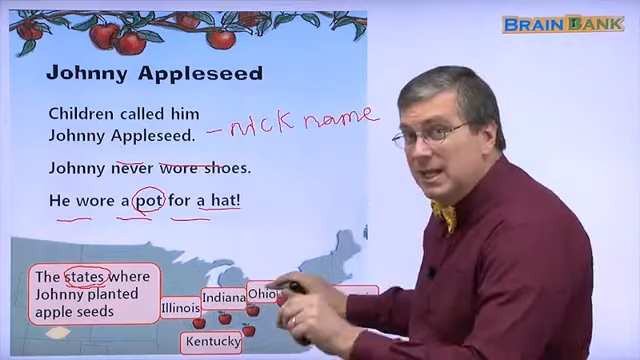 BRAIN BANK
Johnny Appleseed
Children called him
Johnny Appleseed. - nick name
Johnny never wore shoes.
He wore a pot for a hat!
The states where
Johnny planted
apple seeds
Illinois
Indiana
Ohio
Kentucky